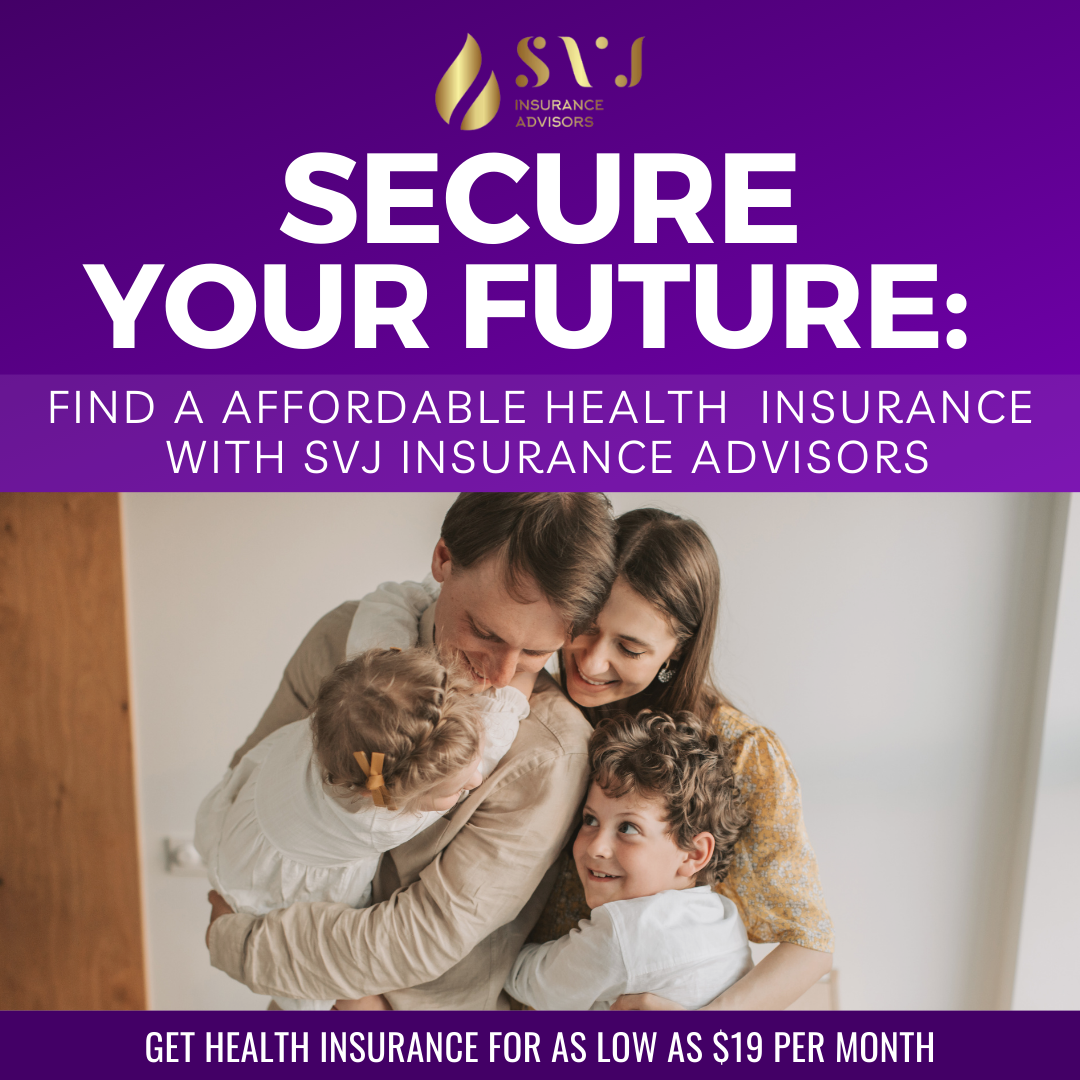 SVJ
INSURANCE
ADVISORS
SECURE
YOUR FUTURE:
FIND A AFFORDABLE HEALTH INSURANCE
WITH SVJ INSURANCE ADVISORS
GET HEALTH INSURANCE FOR AS LOW AS $19 PER MONTH